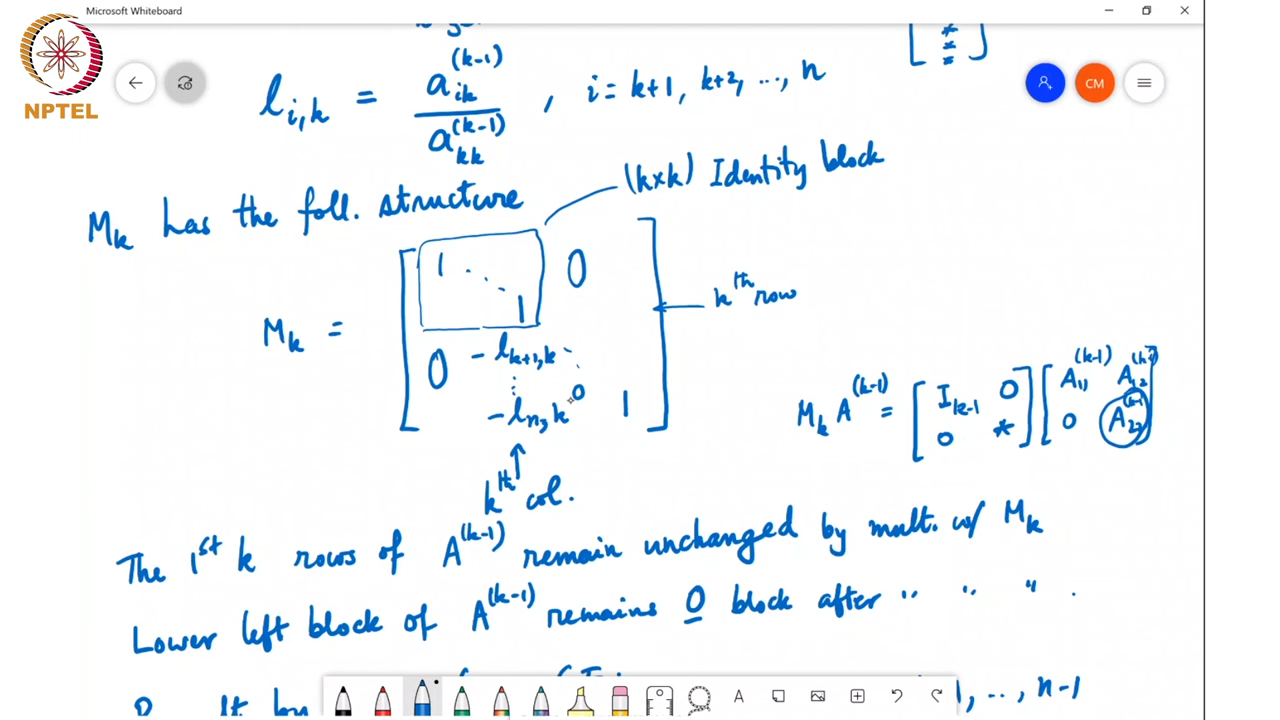 Microsoft Whiteboard
NPTEL
CM
l_{i,k} = a_{ik}^{(k-1)} / a_{kk}^{(k-1)} , i = k+1, k+2, ..., n
M_k has the foll. structure
(k×k) Identity block
M_k = [ 1 ⋱ 1 0
0 -l_{k+1,k} ⋱
⋮
-l_{n,k} 0 1 ]
← k^{th} row
k^{th} col.
M_k A^{(k-1)} = [ I_{k-1} 0 ; 0 * ] [ A_{11}^{(k-1)} A_{12}^{(k-1)} ; 0 A_{22}^{(k-1)} ]
The 1^{st} k rows of A^{(k-1)} remain unchanged by mult. w/ M_k
Lower left block of A^{(k-1)} remains 0 block after " " " .
, ..., n-1